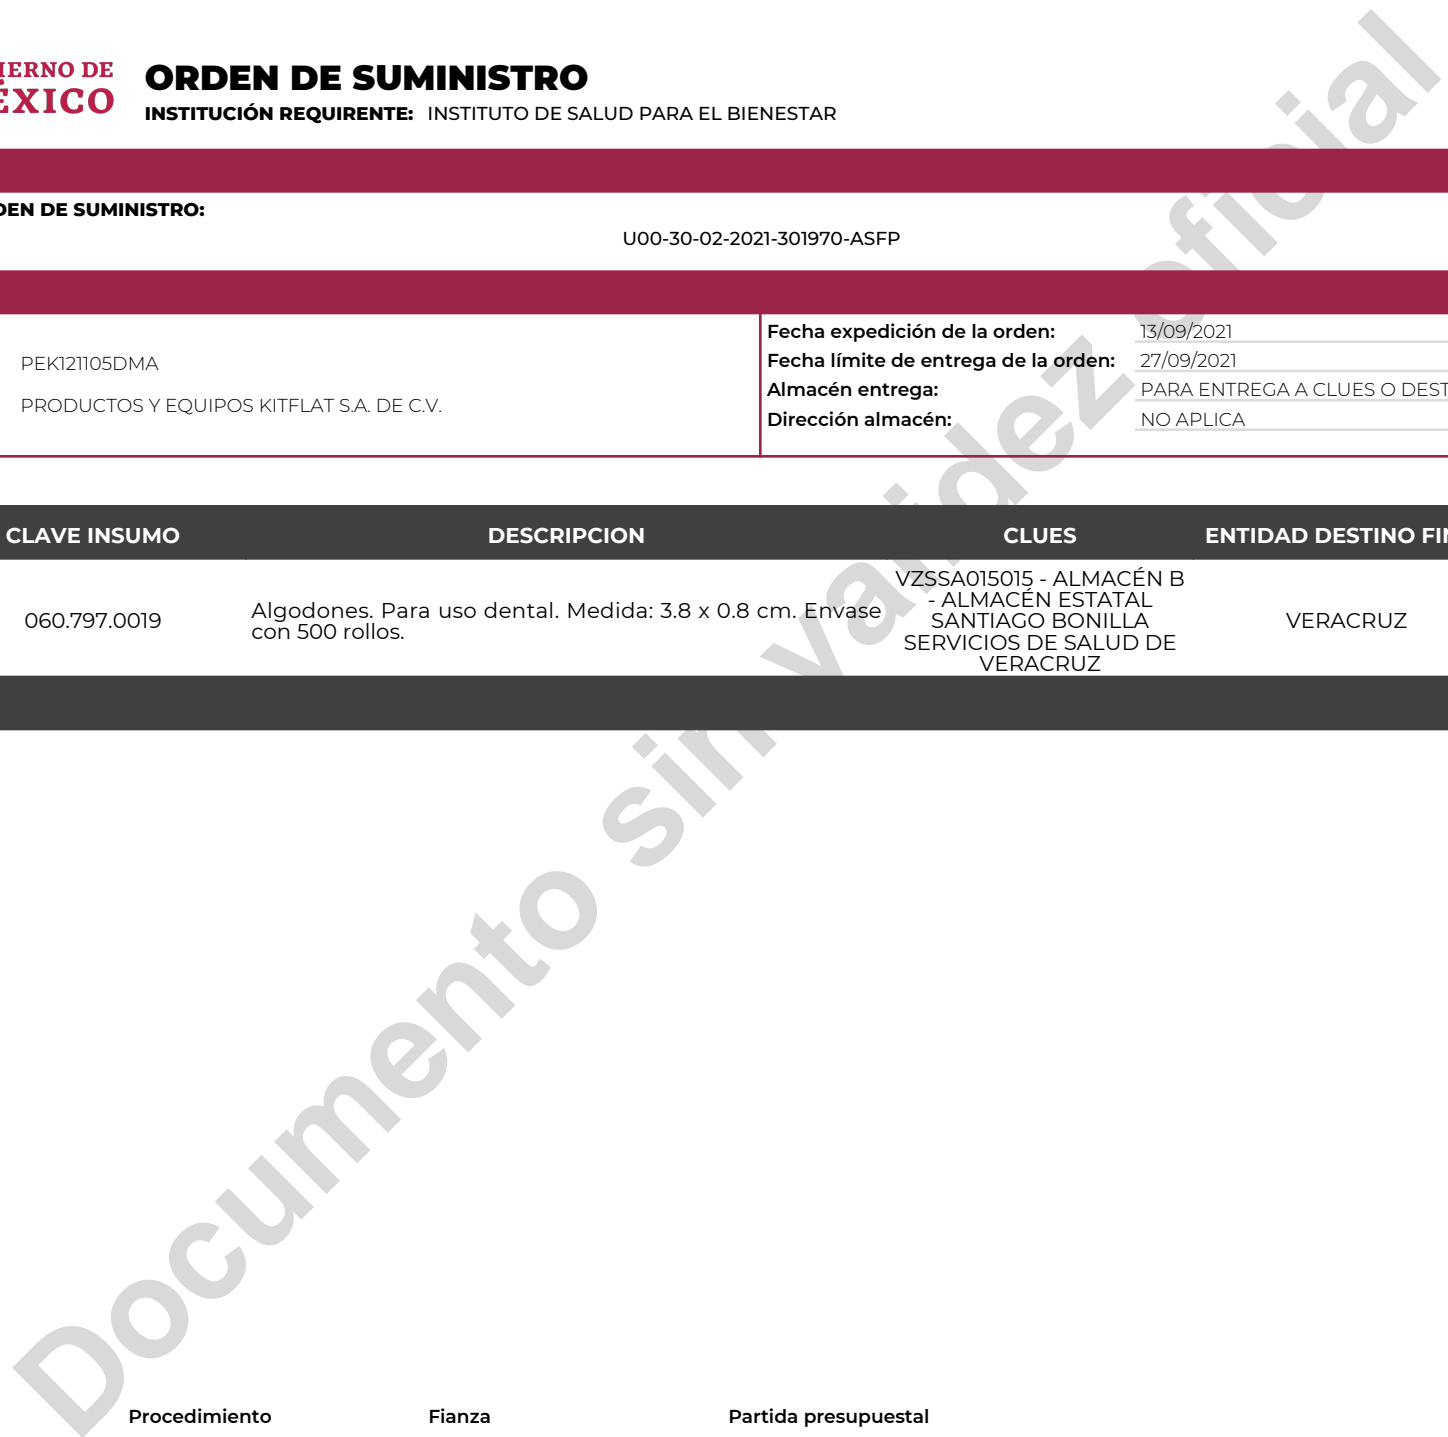 IERNO DE
ÉXICO
ORDEN DE SUMINISTRO
INSTITUCIÓN REQUIRENTE: INSTITUTO DE SALUD PARA EL BIENESTAR
DEN DE SUMINISTRO:
U00-30-02-2021-301970-ASFP
PEK121105DMA
PRODUCTOS Y EQUIPOS KITFLAT S.A. DE C.V.
Fecha expedición de la orden: 13/09/2021
Fecha límite de entrega de la orden: 27/09/2021
Almacén entrega: PARA ENTREGA A CLUES O DEST
Dirección almacén: NO APLICA
CLAVE INSUMO DESCRIPCION CLUES ENTIDAD DESTINO FIN
060.797.0019
Algodones. Para uso dental. Medida: 3.8 x 0.8 cm. Envase
con 500 rollos.
VZSSA015015 - ALMACÉN B
- ALMACÉN ESTATAL
SANTIAGO BONILLA
SERVICIOS DE SALUD DE
VERACRUZ
VERACRUZ
Documento sin validez oficial
Procedimiento Fianza Partida presupuestal